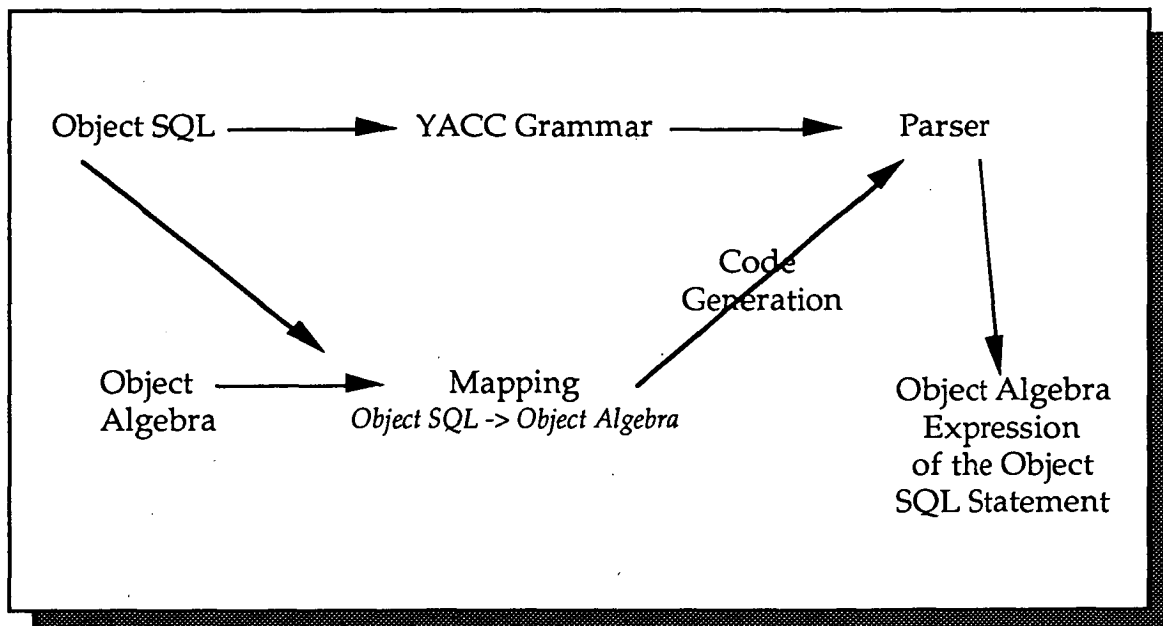 Object SQL
YACC Grammar
Parser
Code
Generation
Object
Algebra
Mapping
Object SQL -> Object Algebra
Object Algebra
Expression
of the Object
SQL Statement